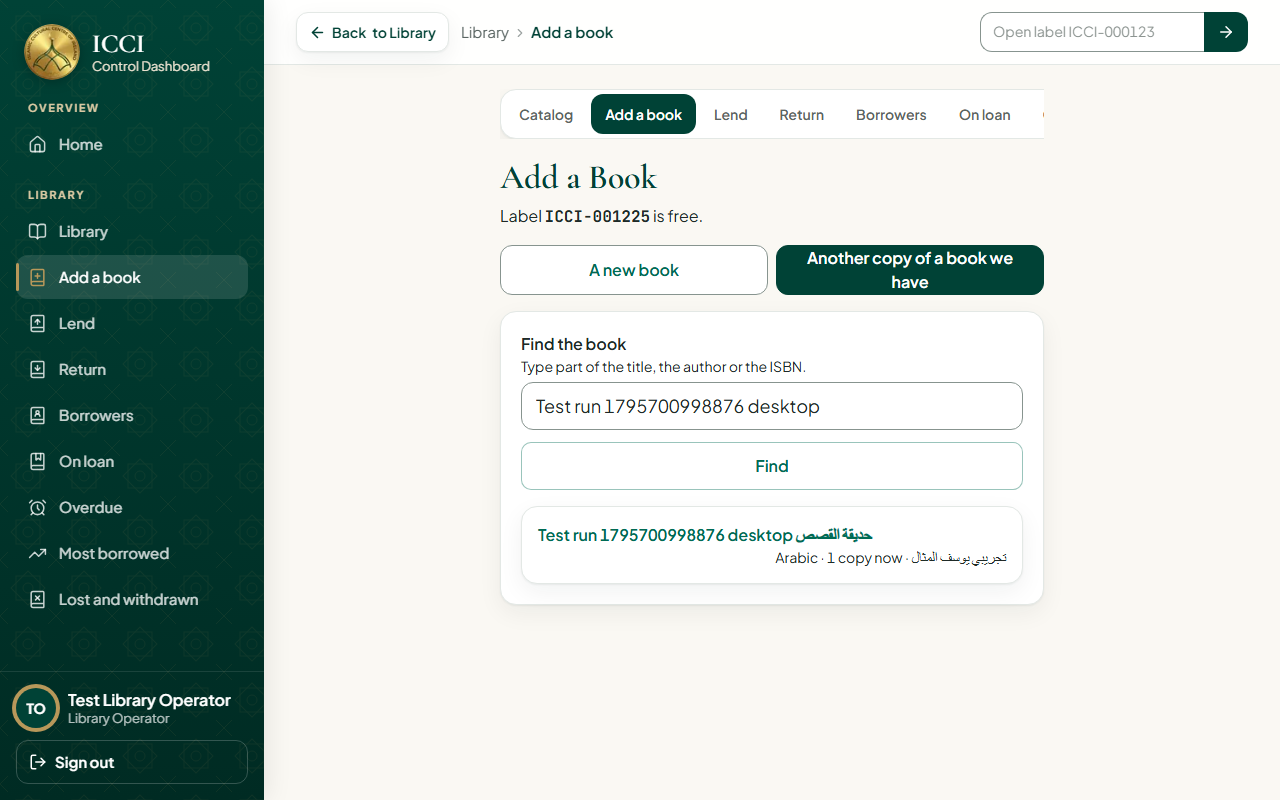 ICCI
Control Dashboard
OVERVIEW
Home
LIBRARY
Library
Add a book
Lend
Return
Borrowers
On loan
Overdue
Most borrowed
Lost and withdrawn
TO
Test Library Operator
Library Operator
Sign out
Back to Library
Library › Add a book
Open label ICCI-000123
Catalog
Add a book
Lend
Return
Borrowers
On loan
Add a Book
Label ICCI-001225 is free.
A new book
Another copy of a book we
have
Find the book
Type part of the title, the author or the ISBN.
Test run 1795700998876 desktop
Find
Test run 1795700998876 desktop حديقة القصص
تجريبي يوسف المثال · Arabic · 1 copy now